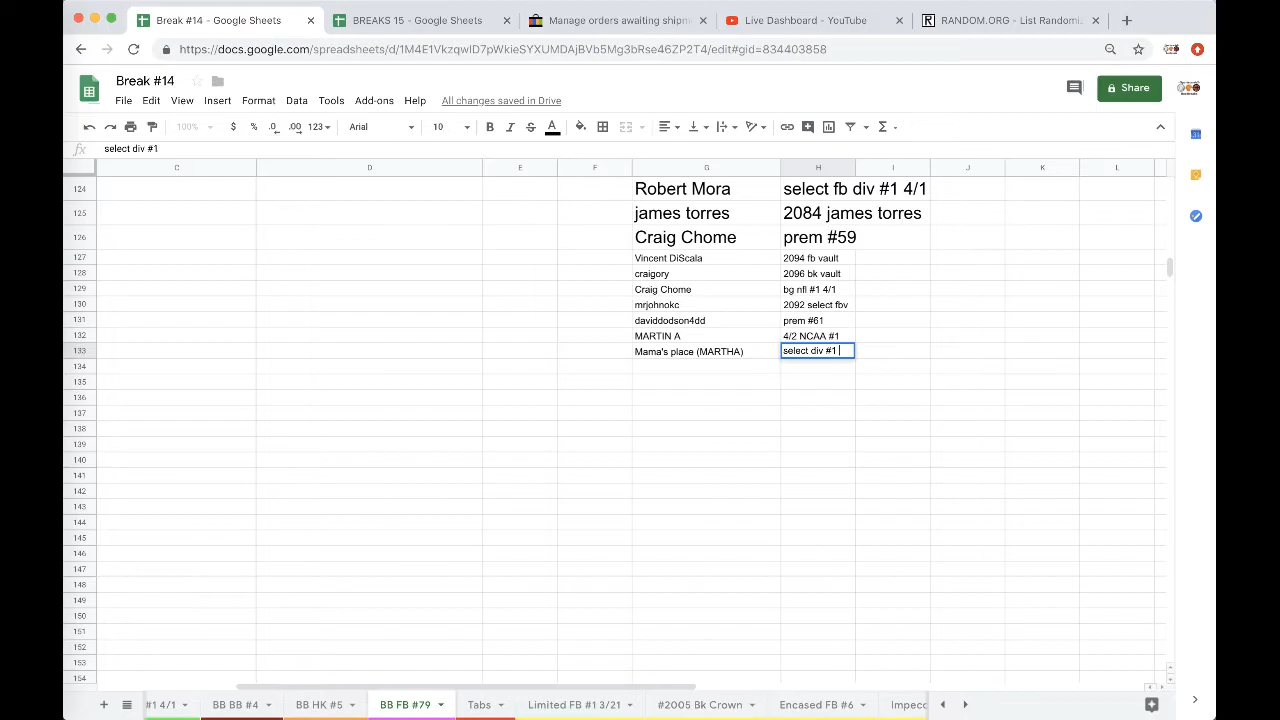 Break #14 - Google Sheets
BREAKS 15 - Google Sheets
Manage orders awaiting shipm
Live Dashboard - YouTube
RANDOM.ORG - List Randomi
https://docs.google.com/spreadsheets/d/1M4E1VkzqwID7pWkieSYXUMDAjBVb5Mg3bRse46ZP2T4/edit#gid=834403858
Break #14
File Edit View Insert Format Data Tools Add-ons Help All changes saved in Drive
Share
100% $ % .0 .00 123 Arial 10 B I S A
fx select div #1
C D E F G H I J K L
124 Robert Mora select fb div #1 4/1
125 james torres 2084 james torres
126 Craig Chome prem #59
127 Vincent DiScala 2094 fb vault
128 craigory 2096 bk vault
129 Craig Chome bg nfl #1 4/1
130 mrjohnokc 2092 select fbv
131 daviddodson4dd prem #61
132 MARTIN A 4/2 NCAA #1
133 Mama's place (MARTHA) select div #1
134
135
136
137
138
139
140
141
142
143
144
145
146
147
148
149
150
151
152
153
154
#1 4/1 BB BB #4 BB HK #5 BB FB #79 Tabs Limited FB #1 3/21 #2005 Bk Crown Encased FB #6 Impecc